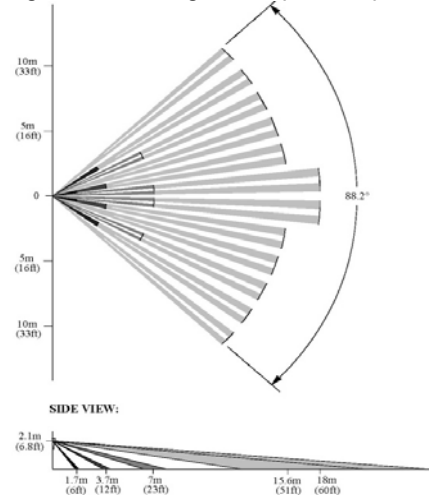 10m
(33ft)
5m
(16ft)
0
88.2°
5m
(16ft)
10m
(33ft)
SIDE VIEW:
2.1m
(6.8ft)
1.7m
(6ft)
3.7m
(12ft)
7m
(23ft)
15.6m
(51ft)
18m
(60ft)